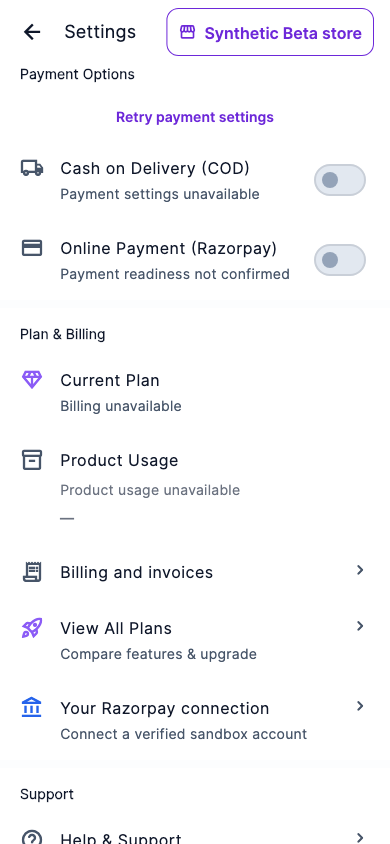 Settings
Synthetic Beta store
Payment Options
Retry payment settings
Cash on Delivery (COD)
Payment settings unavailable
Online Payment (Razorpay)
Payment readiness not confirmed
Plan & Billing
Current Plan
Billing unavailable
Product Usage
Product usage unavailable
—
Billing and invoices
View All Plans
Compare features & upgrade
Your Razorpay connection
Connect a verified sandbox account
Support
Help & Support